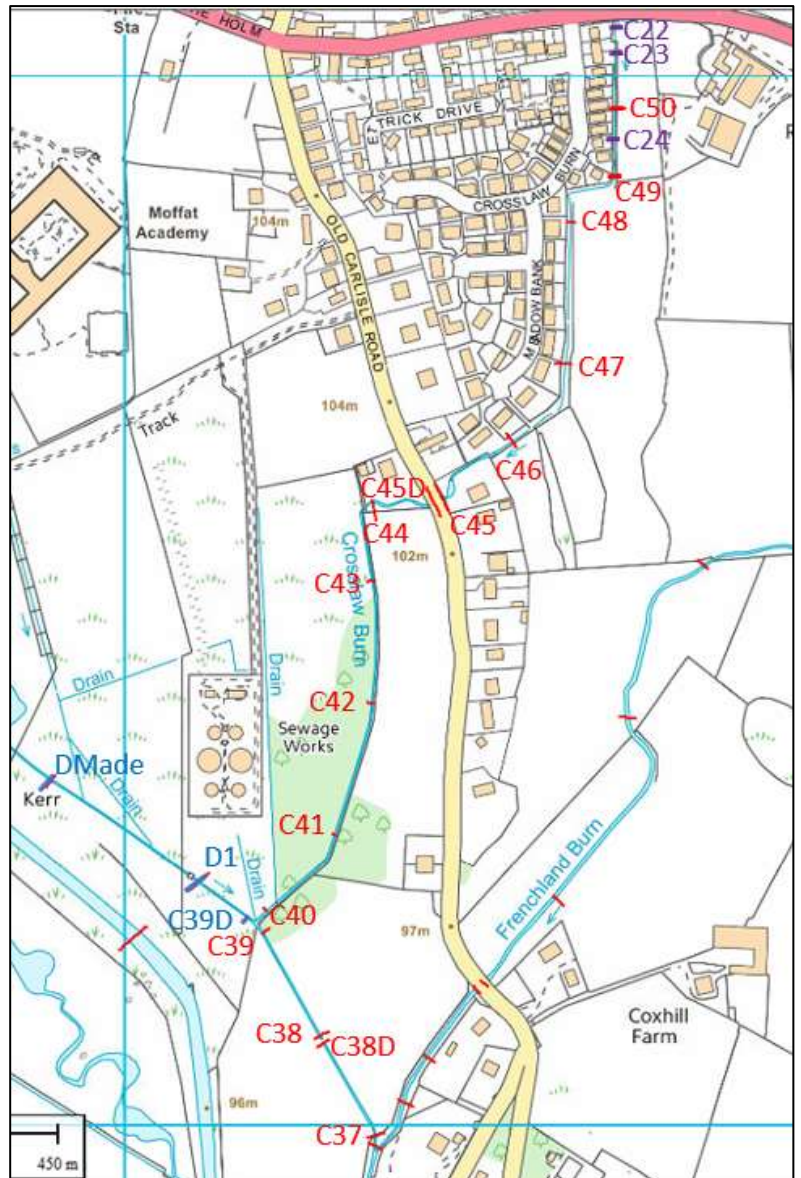 Sta
HE HOLM
C22
C23
C50
C24
C49
ETTRICK DRIVE
CROSSLAW BURN
C48
Moffat
Academy
104m
OLD CARLISLE ROAD
MEADOW BANK
C47
104m
Track
C46
C45D
C45
C44
102m
Crosslaw Burn
C43
Drain
Drain
C42
Sewage
Works
DMade
Kerr
Drain
C41
Frenchland Burn
D1
Drain
C40
C39D
C39
97m
Coxhill
Farm
C38
C38D
96m
C37
450 m